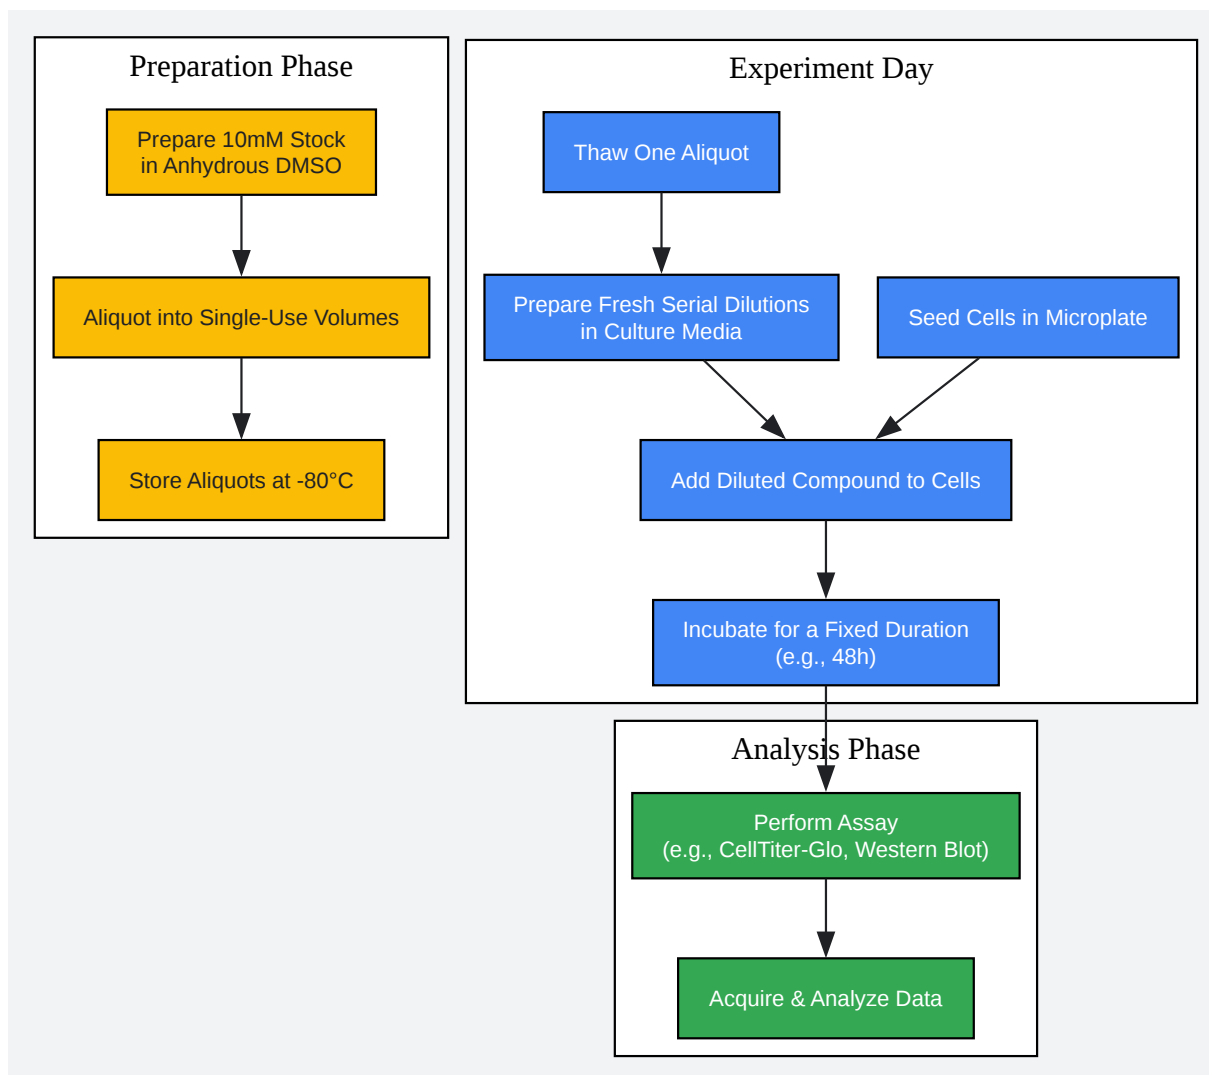 Preparation Phase
Prepare 10mM Stock
in Anhydrous DMSO
Aliquot into Single-Use Volumes
Store Aliquots at -80°C
Experiment Day
Thaw One Aliquot
Prepare Fresh Serial Dilutions
in Culture Media
Seed Cells in Microplate
Add Diluted Compound to Cells
Incubate for a Fixed Duration
(e.g., 48h)
Analysis Phase
Perform Assay
(e.g., CellTiter-Glo, Western Blot)
Acquire & Analyze Data